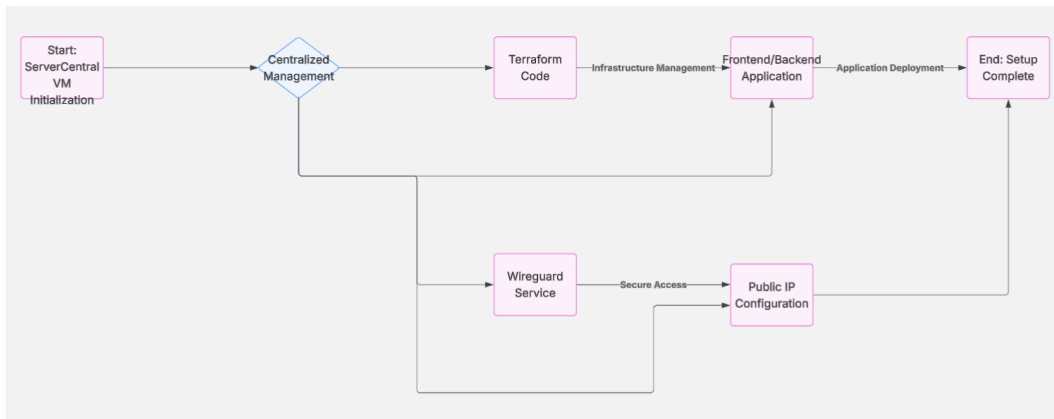 Start:
ServerCentral
VM
Initialization
Centralized
Management
Terraform
Code
Infrastructure Management
Frontend/Backend
Application
Application Deployment
End: Setup
Complete
Wireguard
Service
Secure Access
Public IP
Configuration